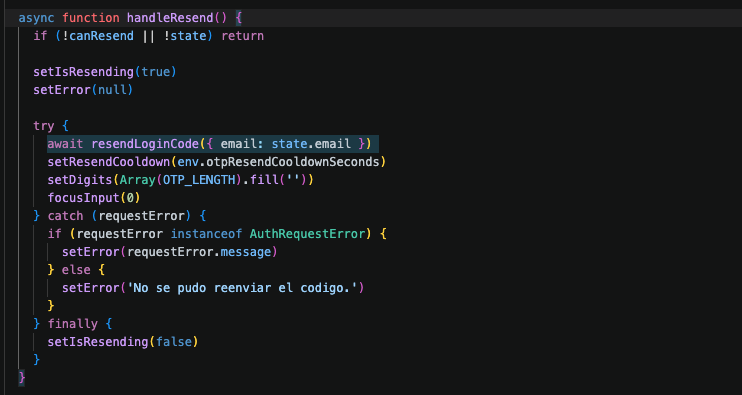 async function handleResend() {
if (!canResend || !state) return
setIsResending(true)
setError(null)
try {
await resendLoginCode({ email: state.email })
setResendCooldown(env.otpResendCooldownSeconds)
setDigits(Array(OTP_LENGTH).fill(''))
focusInput(0)
} catch (requestError) {
if (requestError instanceof AuthRequestError) {
setError(requestError.message)
} else {
setError('No se pudo reenviar el codigo.')
}
} finally {
setIsResending(false)
}
}